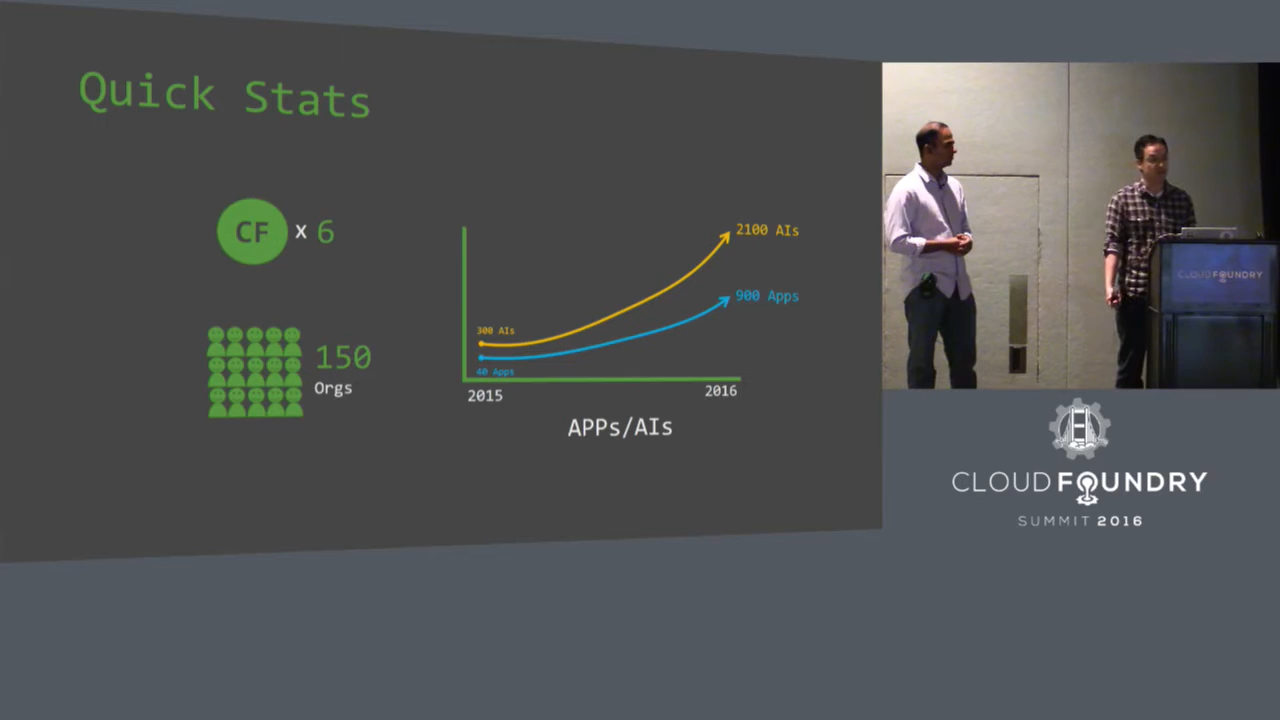 Quick Stats
CF x 6
150
Orgs
2100 AIs
900 Apps
300 AIs
40 Apps
2015
2016
APPs/AIs
CLOUD FOUNDRY
CLOUD FOUNDRY
SUMMIT 2016